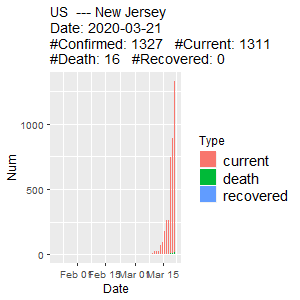 US  --- New Jersey
Date: 2020-03-21
#Confirmed: 1327   #Current: 1311
#Death: 16   #Recovered: 0
Num
1000
500
0
Feb 01 Feb 15 Mar 01 Mar 15
Date
Type
current
death
recovered